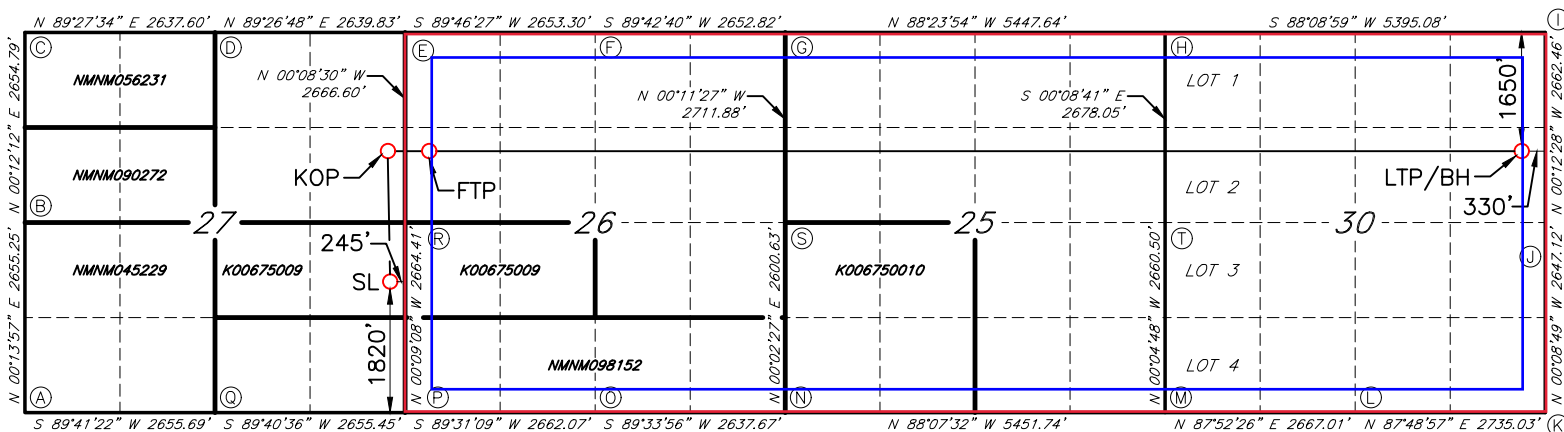 N 89°27'34" E 2637.60'
N 89°26'48" E 2639.83'
S 89°46'27" W 2653.30'
S 89°42'40" W 2652.82'
N 88°23'54" W 5447.64'
S 88°08'59" W 5395.08'
I
C
D
E
F
G
H
N 00°12'12" E 2654.79'
NMNM056231
N 00°08'30" W
2666.60'
N 00°11'27" W
2711.88'
S 00°08'41" E
2678.05'
LOT 1
1650'
N 00°12'28" W 2662.46'
KOP
FTP
NMNM090272
LOT 2
LTP/BH
330'
B
27
26
25
30
245'
R
S
T
J
N 00°13'57" E 2655.25'
NMNM045229
K00675009
SL
N 00°09'08" W 2664.41'
K00675009
N 00°02'27" E 2600.63'
K006750010
N 00°04'48" W 2660.50'
LOT 3
N 00°08'49" W 2647.12'
1820'
NMNM098152
LOT 4
A
Q
P
O
N
M
L
K
S 89°41'22" W 2655.69'
S 89°40'36" W 2655.45'
S 89°31'09" W 2662.07'
S 89°33'56" W 2637.67'
N 88°07'32" W 5451.74'
N 87°52'26" W 2667.01'
N 87°48'57" E 2735.03'